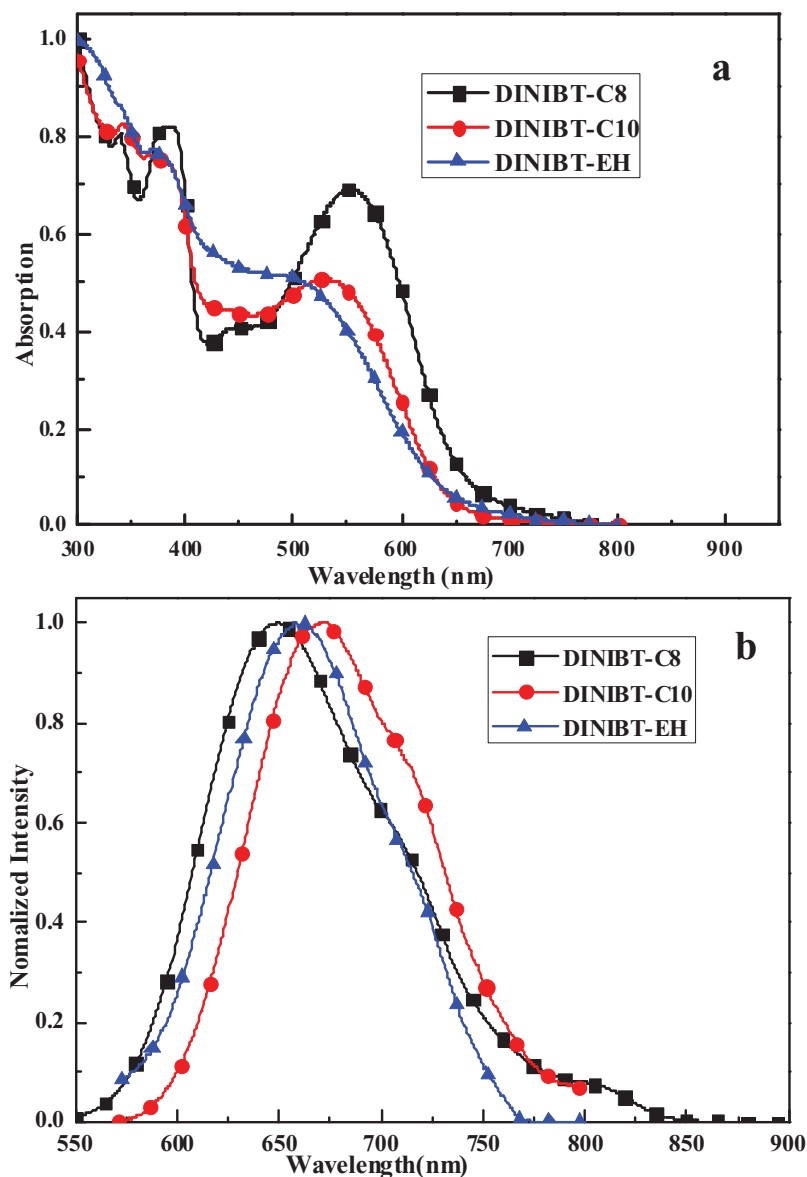 a
DINIBT-C8
DINIBT-C10
DINIBT-EH
1.0
0.8
0.6
0.4
0.2
0.0
Absorption
300 400 500 600 700 800 900
Wavelength (nm)
b
DINIBT-C8
DINIBT-C10
DINIBT-EH
1.0
0.8
0.6
0.4
0.2
0.0
Nomalized Intensity
550 600 650 700 750 800 850 900
Wavelength(nm)